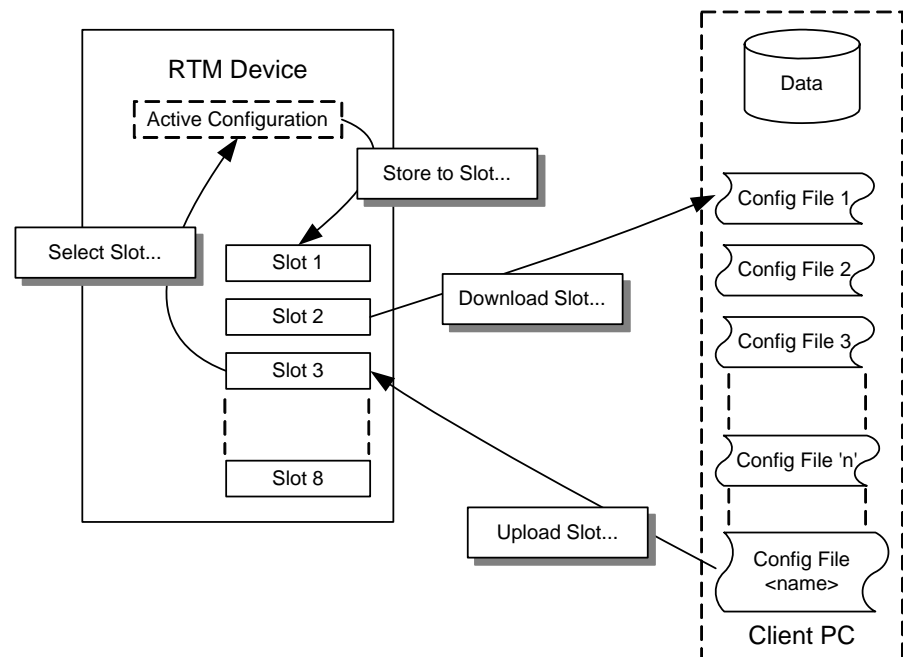 RTM Device
Active Configuration
Store to Slot...
Select Slot...
Slot 1
Slot 2
Slot 3
Slot 8
Download Slot...
Upload Slot...
Data
Config File 1
Config File 2
Config File 3
Config File 'n'
Config File
<name>
Client PC